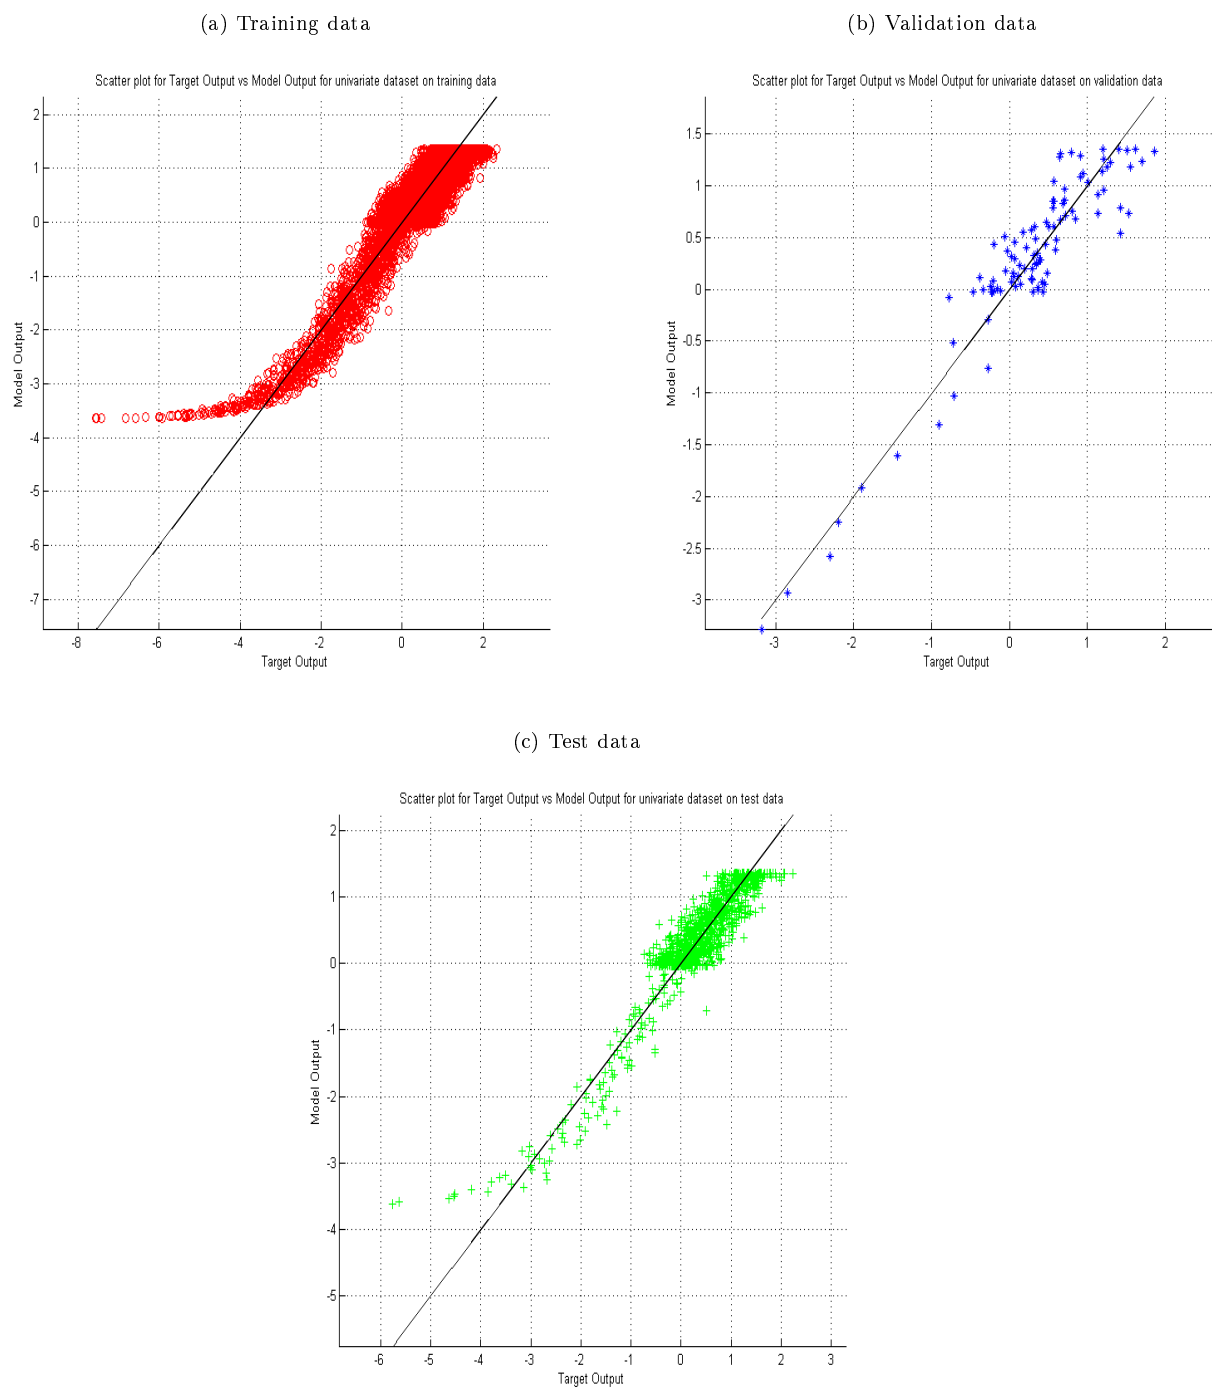 (a) Training data
Scatter plot for Target Output vs Model Output for univariate dataset on training data
2
1
0
-1
-2
-3
-4
-5
-6
-7
Model Output
-8 -6 -4 -2 0 2
Target Output
(b) Validation data
Scatter plot for Target Output vs Model Output for univariate dataset on validation data
1.5
1
0.5
0
-0.5
-1
-1.5
-2
-2.5
-3
Model Output
-3 -2 -1 0 1 2
Target Output
(c) Test data
Scatter plot for Target Output vs Model Output for univariate dataset on test data
2
1
0
-1
-2
-3
-4
-5
Model Output
-6 -5 -4 -3 -2 -1 0 1 2 3
Target Output